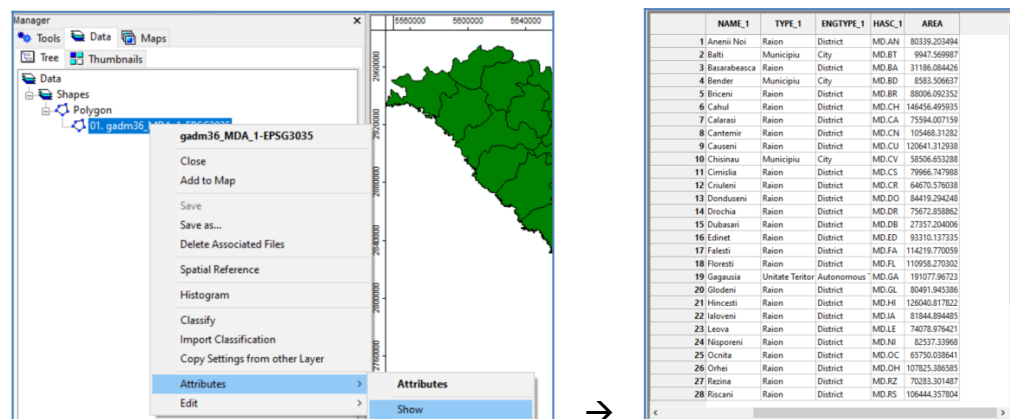 Manager
Tools Data Maps
Tree Thumbnails
Data
Shapes
Polygon
01. gadm36_MDA_1-EPSG3035
gadm36_MDA_1-EPSG3035
Close
Add to Map
Save
Save as...
Delete Associated Files
Spatial Reference
Histogram
Classify
Import Classification
Copy Settings from other Layer
Attributes >
Edit >
Attributes
Show
5560000 5600000 5640000
2960000
2920000
2880000
2840000
2800000
2760000
→
NAME_1 TYPE_1 ENGTYPE_1 HASC_1 AREA
1 Anenii Noi Raion District MD.AN 80339.203494
2 Balti Municipiu City MD.BT 9947.569987
3 Basarabeasca Raion District MD.BA 31186.084426
4 Bender Municipiu City MD.BD 8583.506637
5 Briceni Raion District MD.BR 88006.092352
6 Cahul Raion District MD.CH 146456.495935
7 Calarasi Raion District MD.CA 75594.007159
8 Cantemir Raion District MD.CN 105468.31282
9 Causeni Raion District MD.CU 120641.312938
10 Chisinau Municipiu City MD.CV 58506.653288
11 Cimislia Raion District MD.CS 79966.747988
12 Criuleni Raion District MD.CR 64670.576038
13 Donduseni Raion District MD.DO 84419.294248
14 Drochia Raion District MD.DR 75672.858862
15 Dubasari Raion District MD.DB 27357.204006
16 Edinet Raion District MD.ED 93310.137335
17 Falesti Raion District MD.FA 114219.770059
18 Floresti Raion District MD.FL 110958.270302
19 Gagausia Unitate Teritor Autonomous MD.GA 191077.96723
20 Glodeni Raion District MD.GL 80491.945386
21 Hincesti Raion District MD.HI 126040.817822
22 Ialoveni Raion District MD.IA 81844.894485
23 Leova Raion District MD.LE 74078.976421
24 Nisporeni Raion District MD.NI 82537.33968
25 Ocnita Raion District MD.OC 65750.038641
26 Orhei Raion District MD.OH 107825.386585
27 Rezina Raion District MD.RZ 70283.301487
28 Riscani Raion District MD.RS 106444.357804